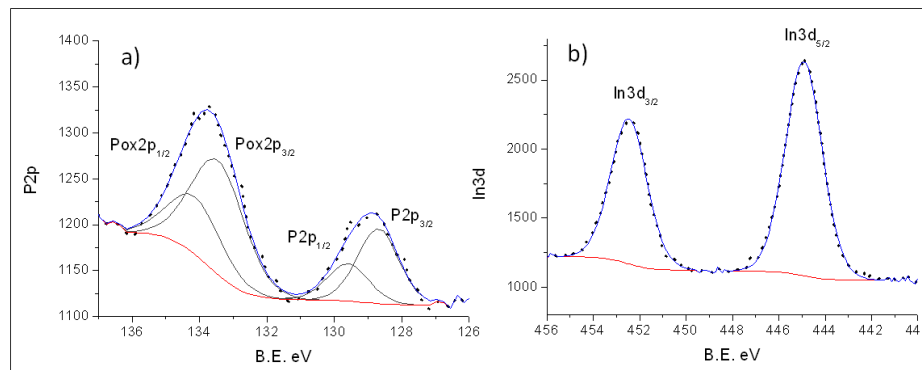 a)
P2p
1400
1350
1300
1250
1200
1150
1100
Pox2p1/2
Pox2p3/2
P2p1/2
P2p3/2
136 134 132 130 128 126
B.E. eV
b)
In3d
2500
2000
1500
1000
In3d3/2
In3d5/2
456 454 452 450 448 446 444 442 44
B.E. eV